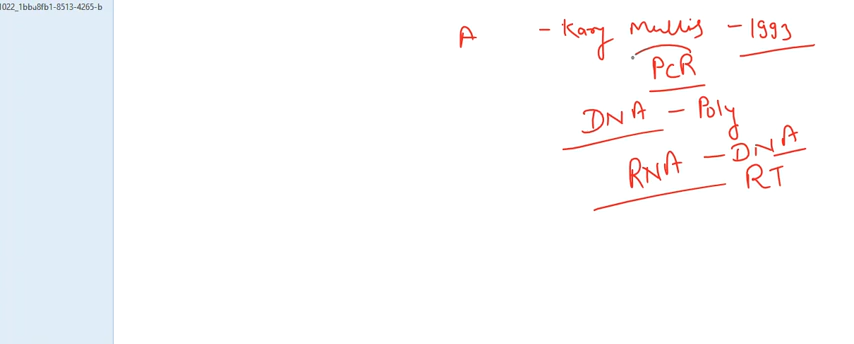 1022_1bba8fb1-8513-4265-b
A - Kary Mullis - 1993
PCR
DNA - Poly
RNA - DNA
RT